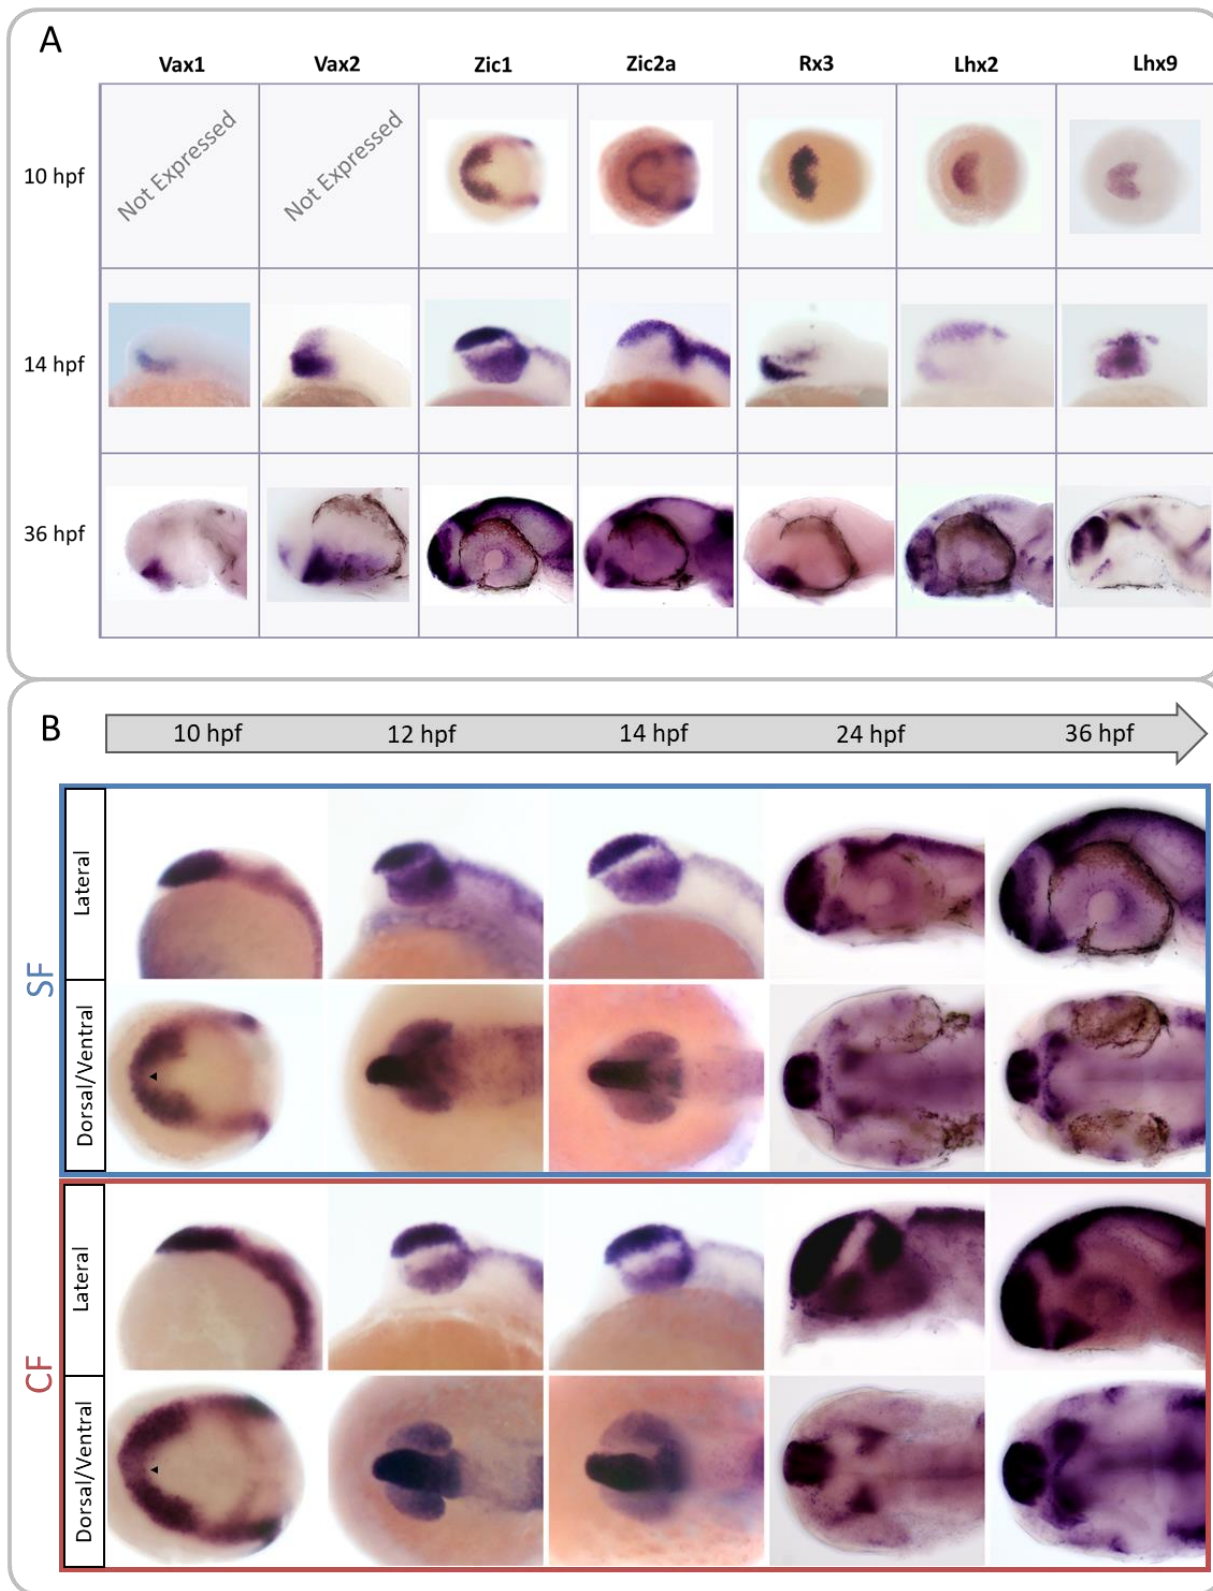 A
Vax1 Vax2 Zic1 Zic2a Rx3 Lhx2 Lhx9
10 hpf
Not Expressed
Not Expressed
14 hpf
36 hpf
B
10 hpf 12 hpf 14 hpf 24 hpf 36 hpf
SF
Lateral
Dorsal/Ventral
CF
Lateral
Dorsal/Ventral